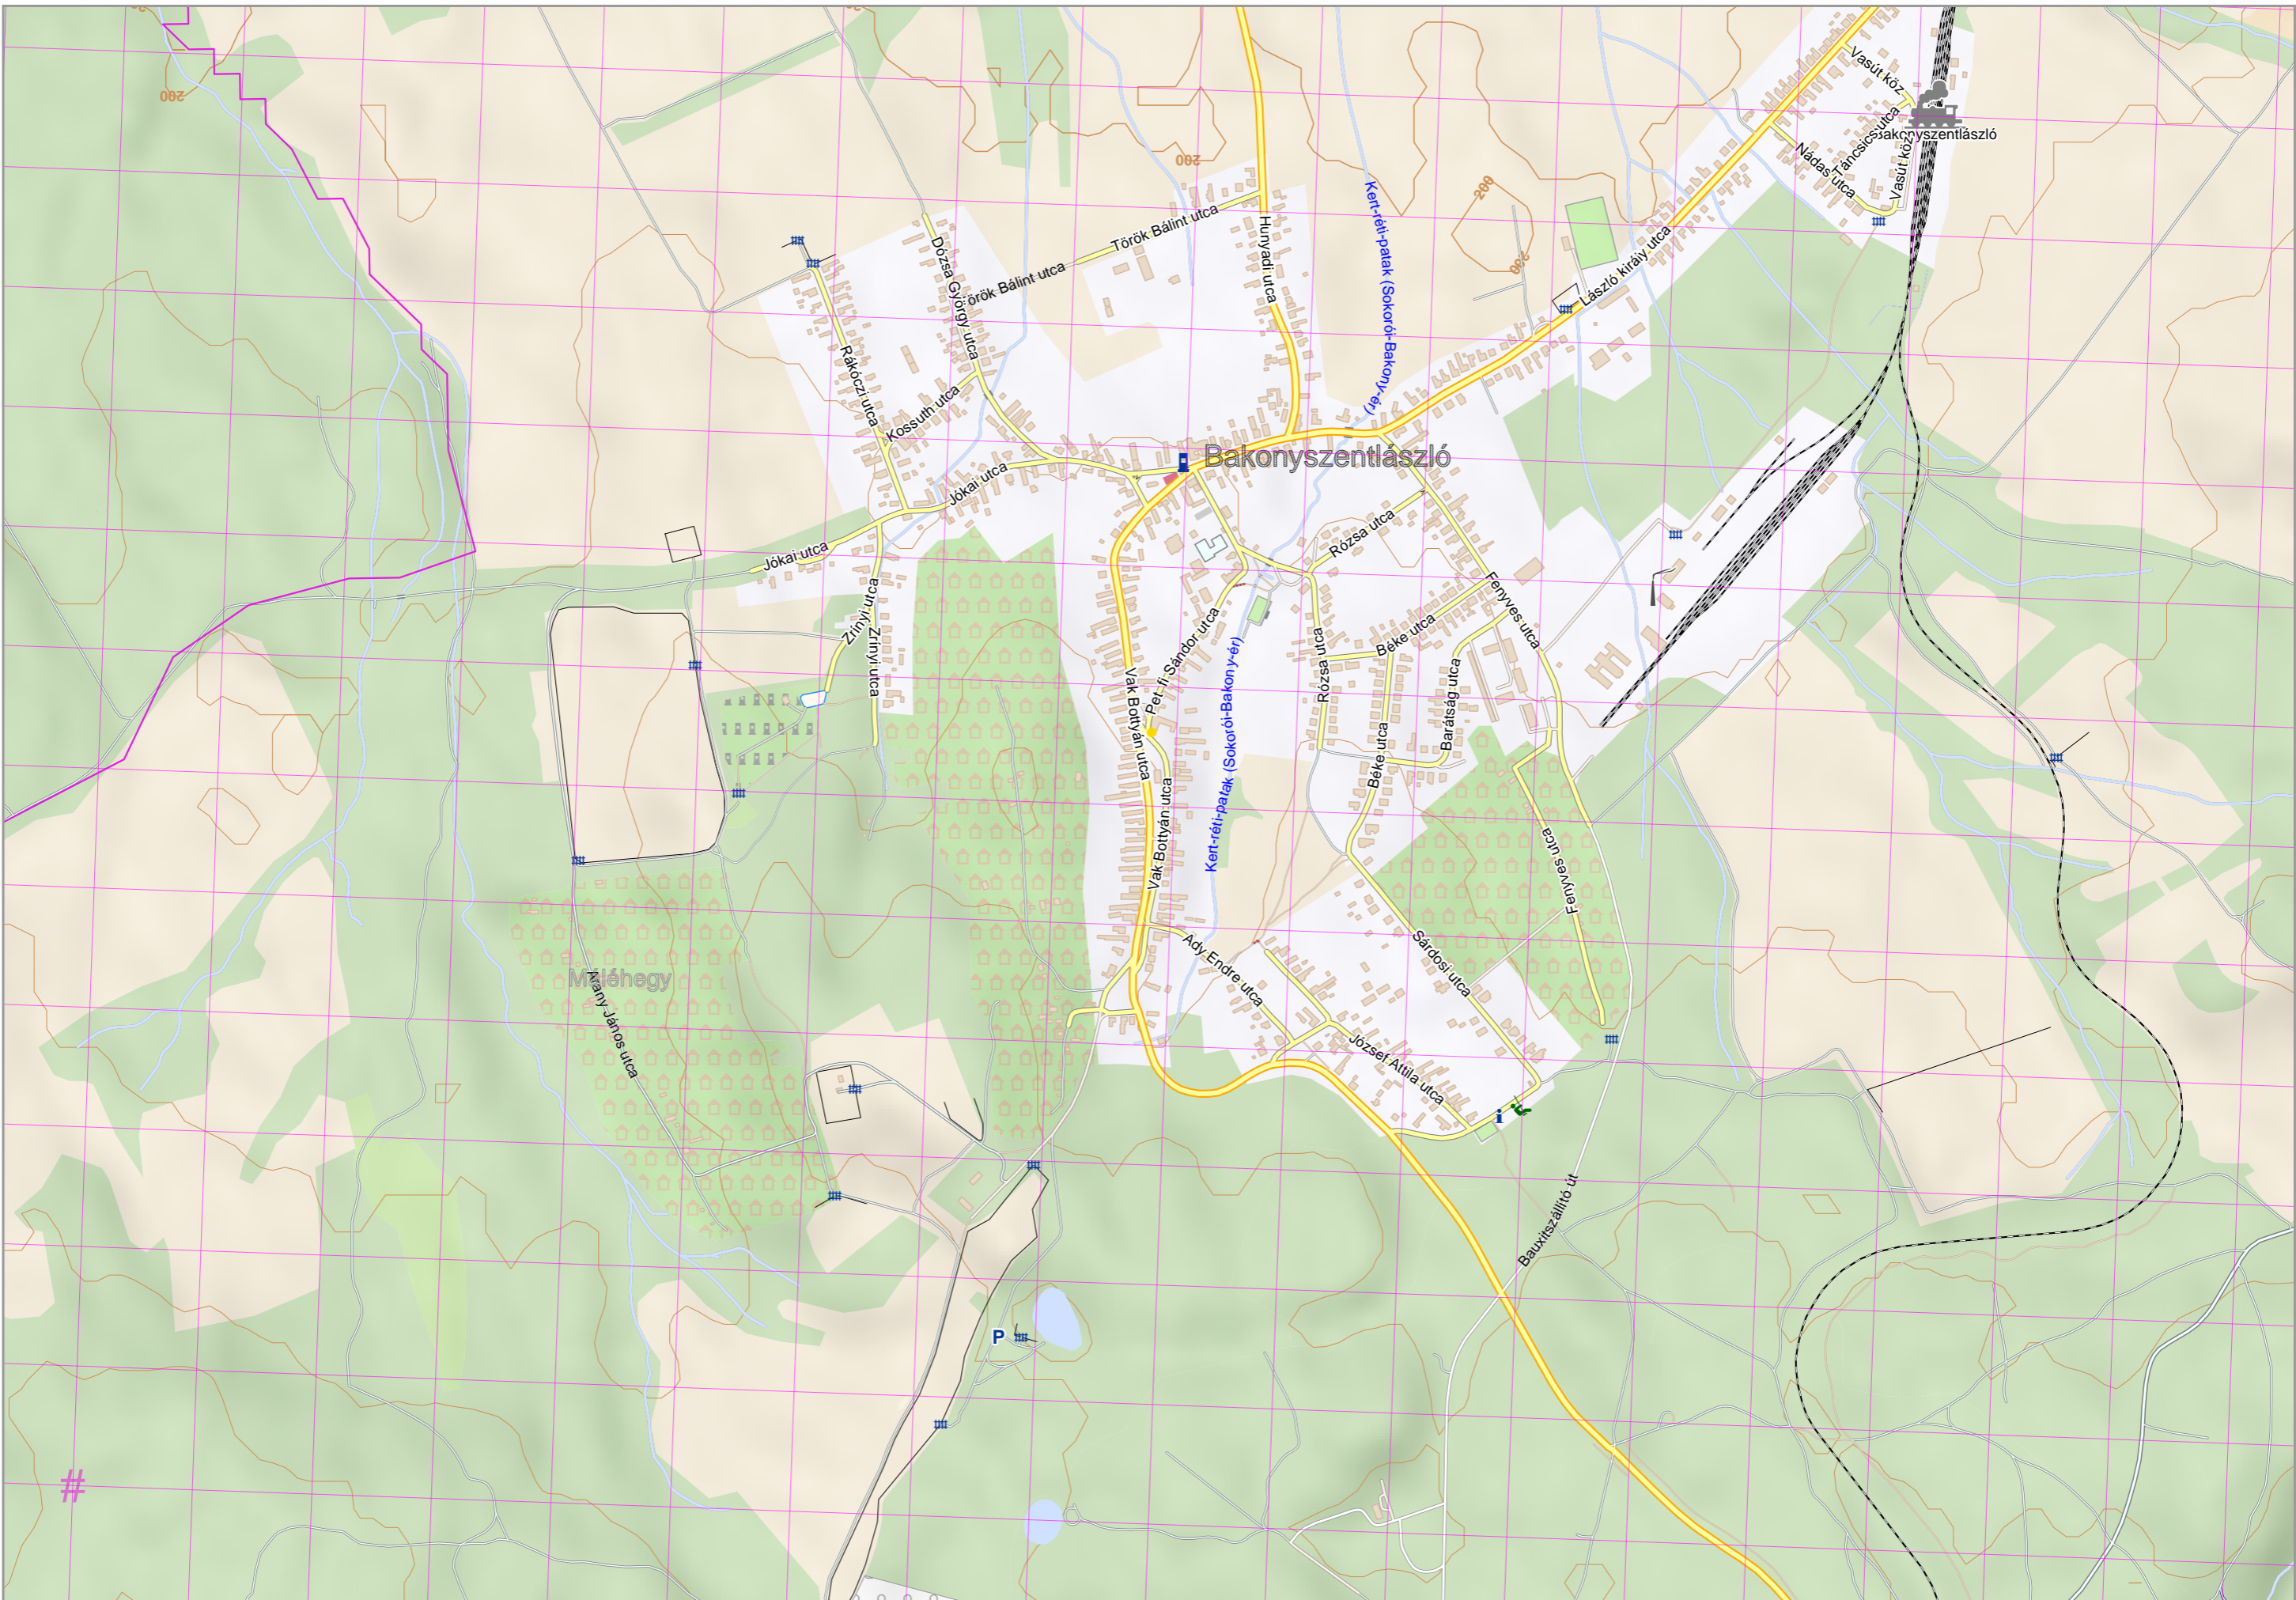 200
Vasút köz
Bakonyszentlászló
Táncsics utca
Nádas utca
Vasút köz
200
200
200
Kert-réti-patak (Sokorói-Bakony-ér)
Török Bálint utca
Hunyadi utca
Dózsa György utca
Török Bálint utca
László király utca
Rákóczi utca
Kossuth utca
Bakonyszentlászló
Jókai utca
Jókai utca
Rózsa utca
Fenyves utca
Zrínyi utca
Zrínyi utca
Pet fi Sándor utca
Béke utca
Rózsa utca
Barátság utca
Vak Bottyán utca
Kert-réti-patak (Sokorói-Bakony-ér)
Béke utca
Vak Bottyán utca
Fenyves utca
Ady Endre utca
Sárdosi utca
Arany János utca
József Attila utca
i
Bauxitszállító út
P
#